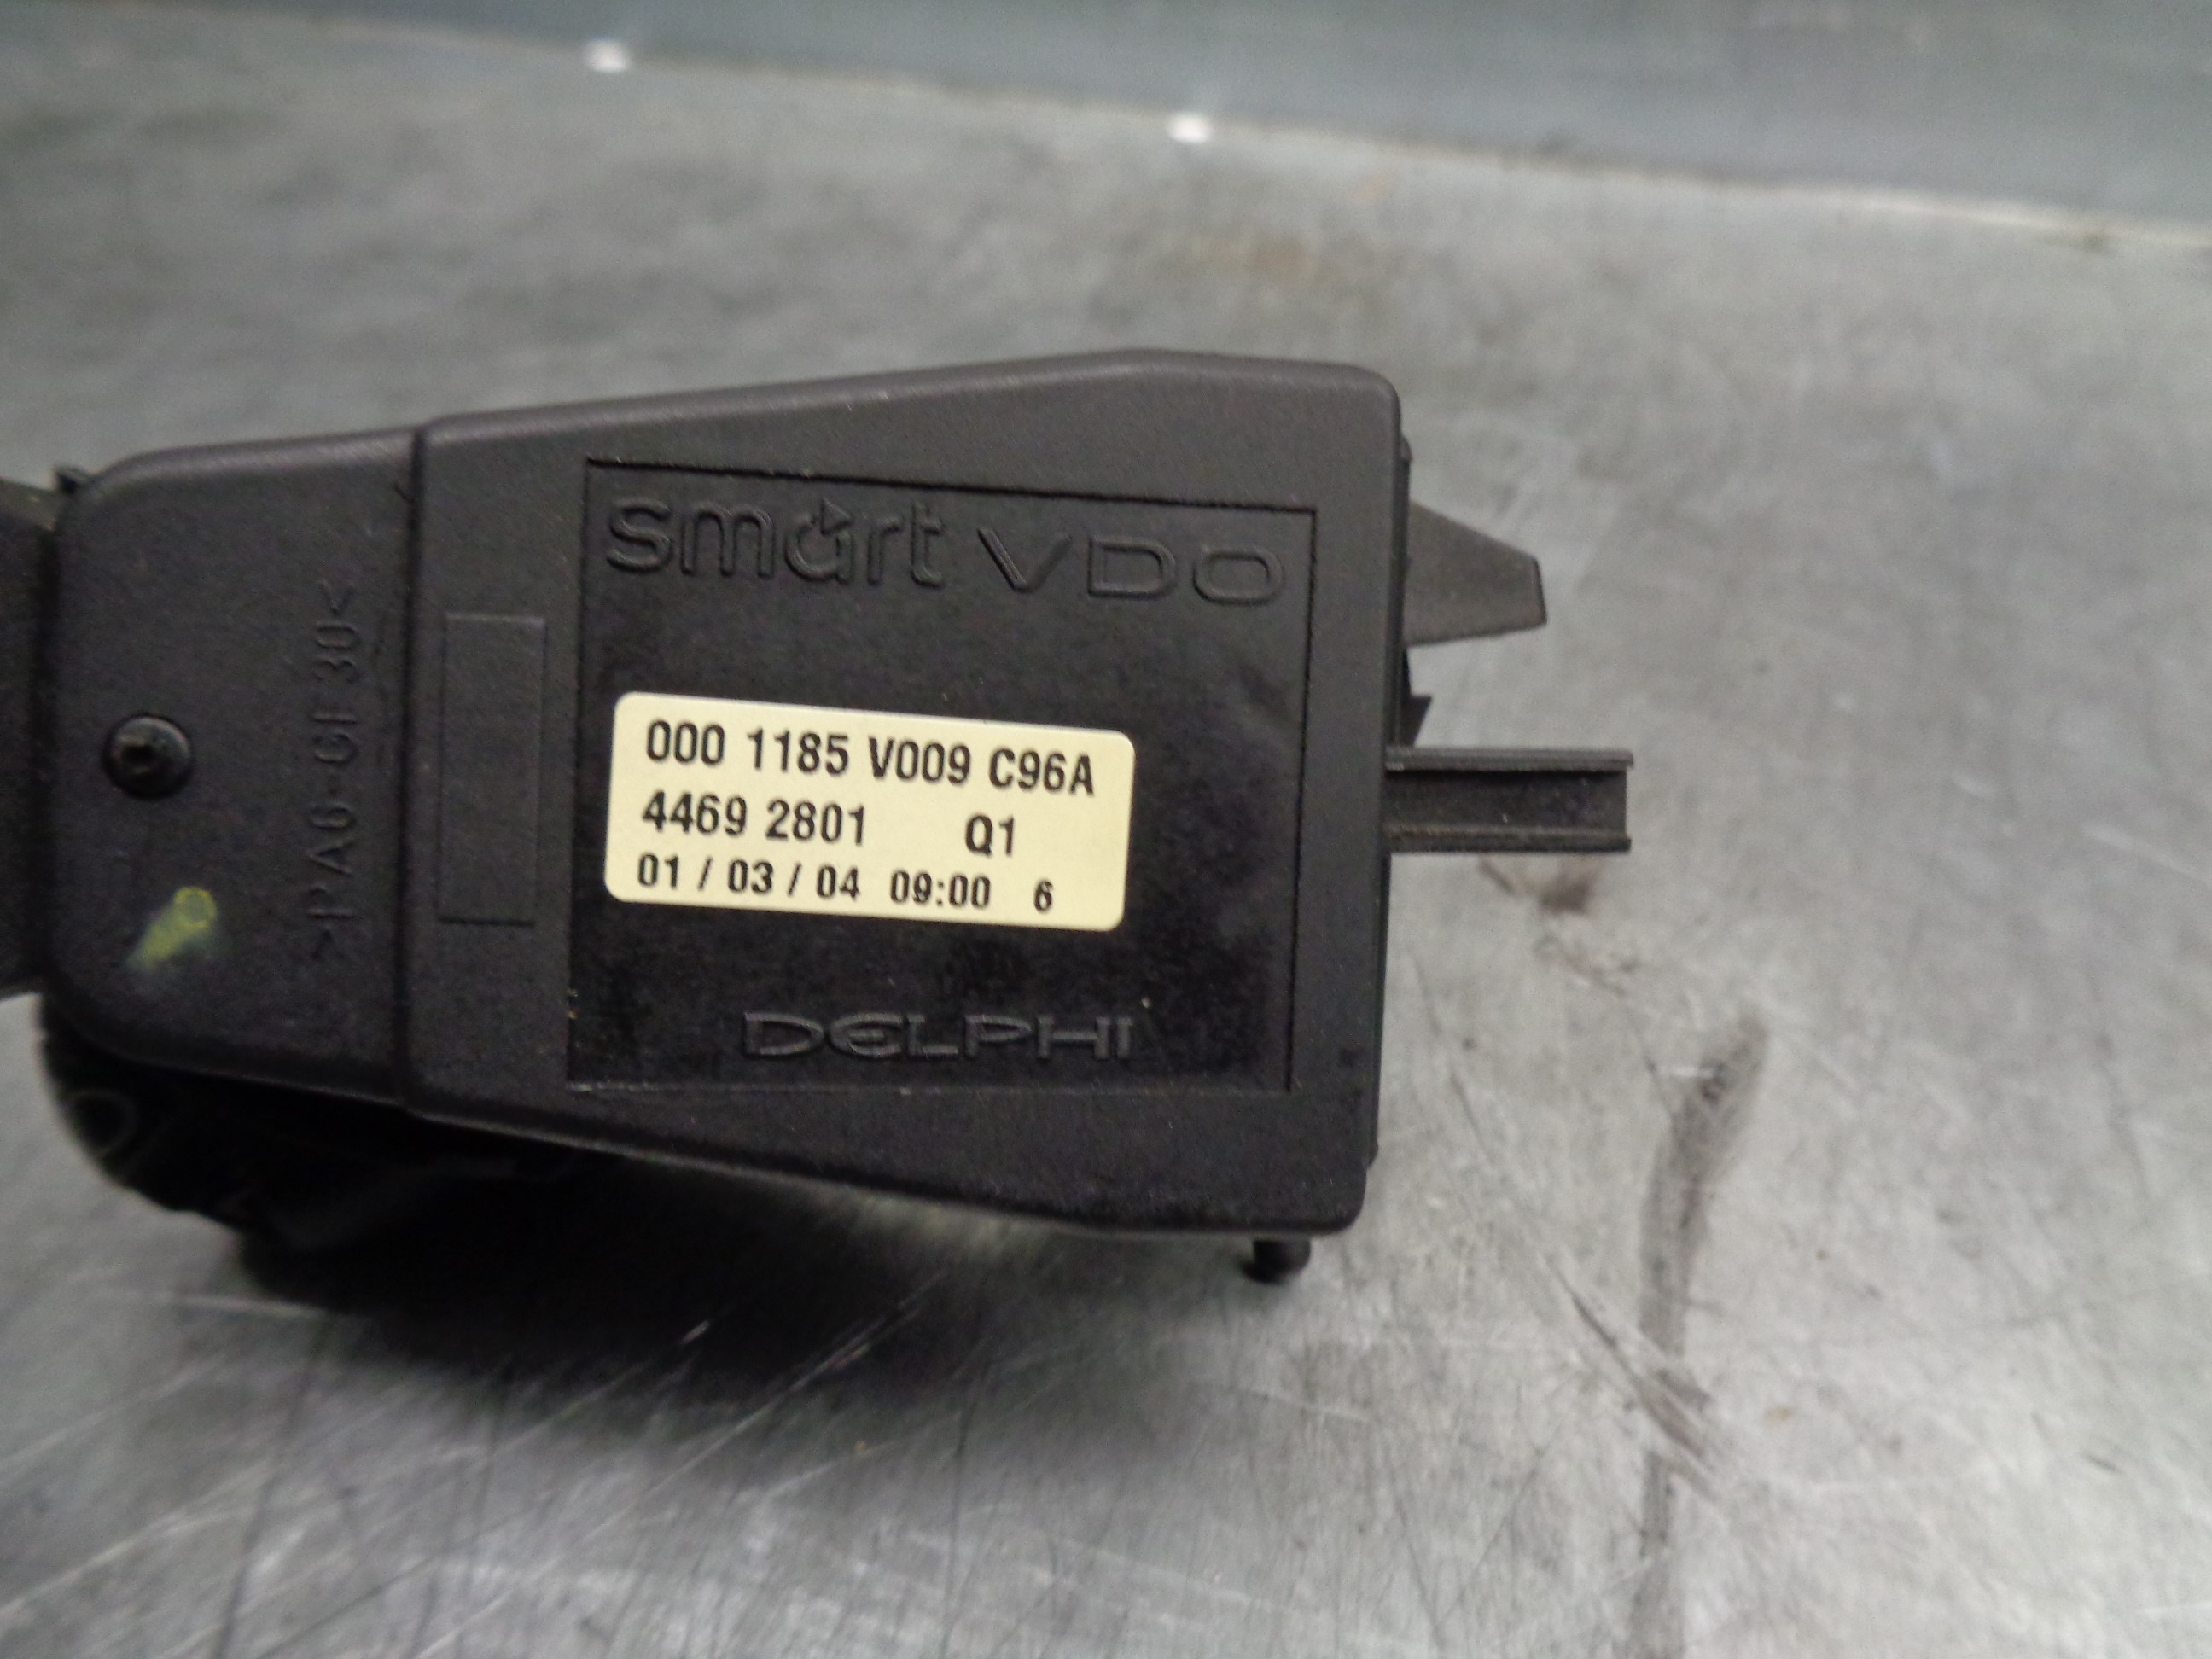 smart VDO
000 1185 V009 C96A
4469 2801 Q1
01 / 03 / 04 09:00 6
DELPHI
>PA6-GF30<